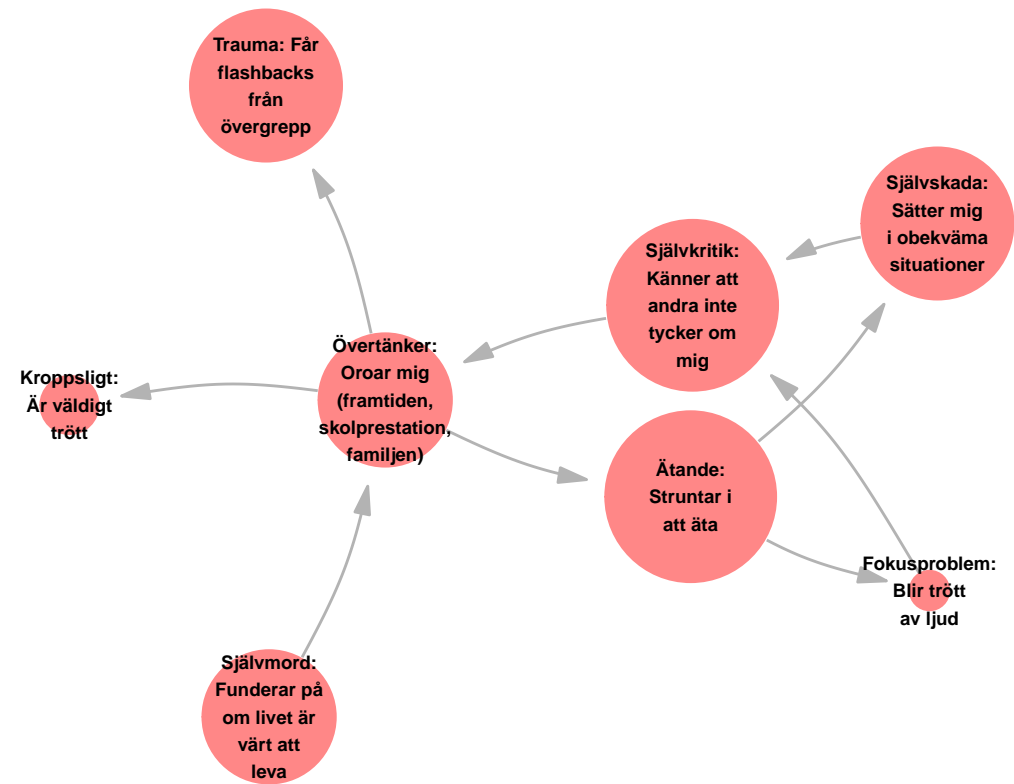 Trauma: Får
flashbacks
från
övergrepp
Självskada:
Sätter mig
i obekväma
situationer
Självkritik:
Känner att
andra inte
tycker om
mig
Övertänker:
Oroar mig
(framtiden,
skolprestation,
familjen)
Kroppsligt:
Är väldigt
trött
Ätande:
Struntar i
att äta
Fokusproblem:
Blir trött
av ljud
Självmord:
Funderar på
om livet är
värt att
leva